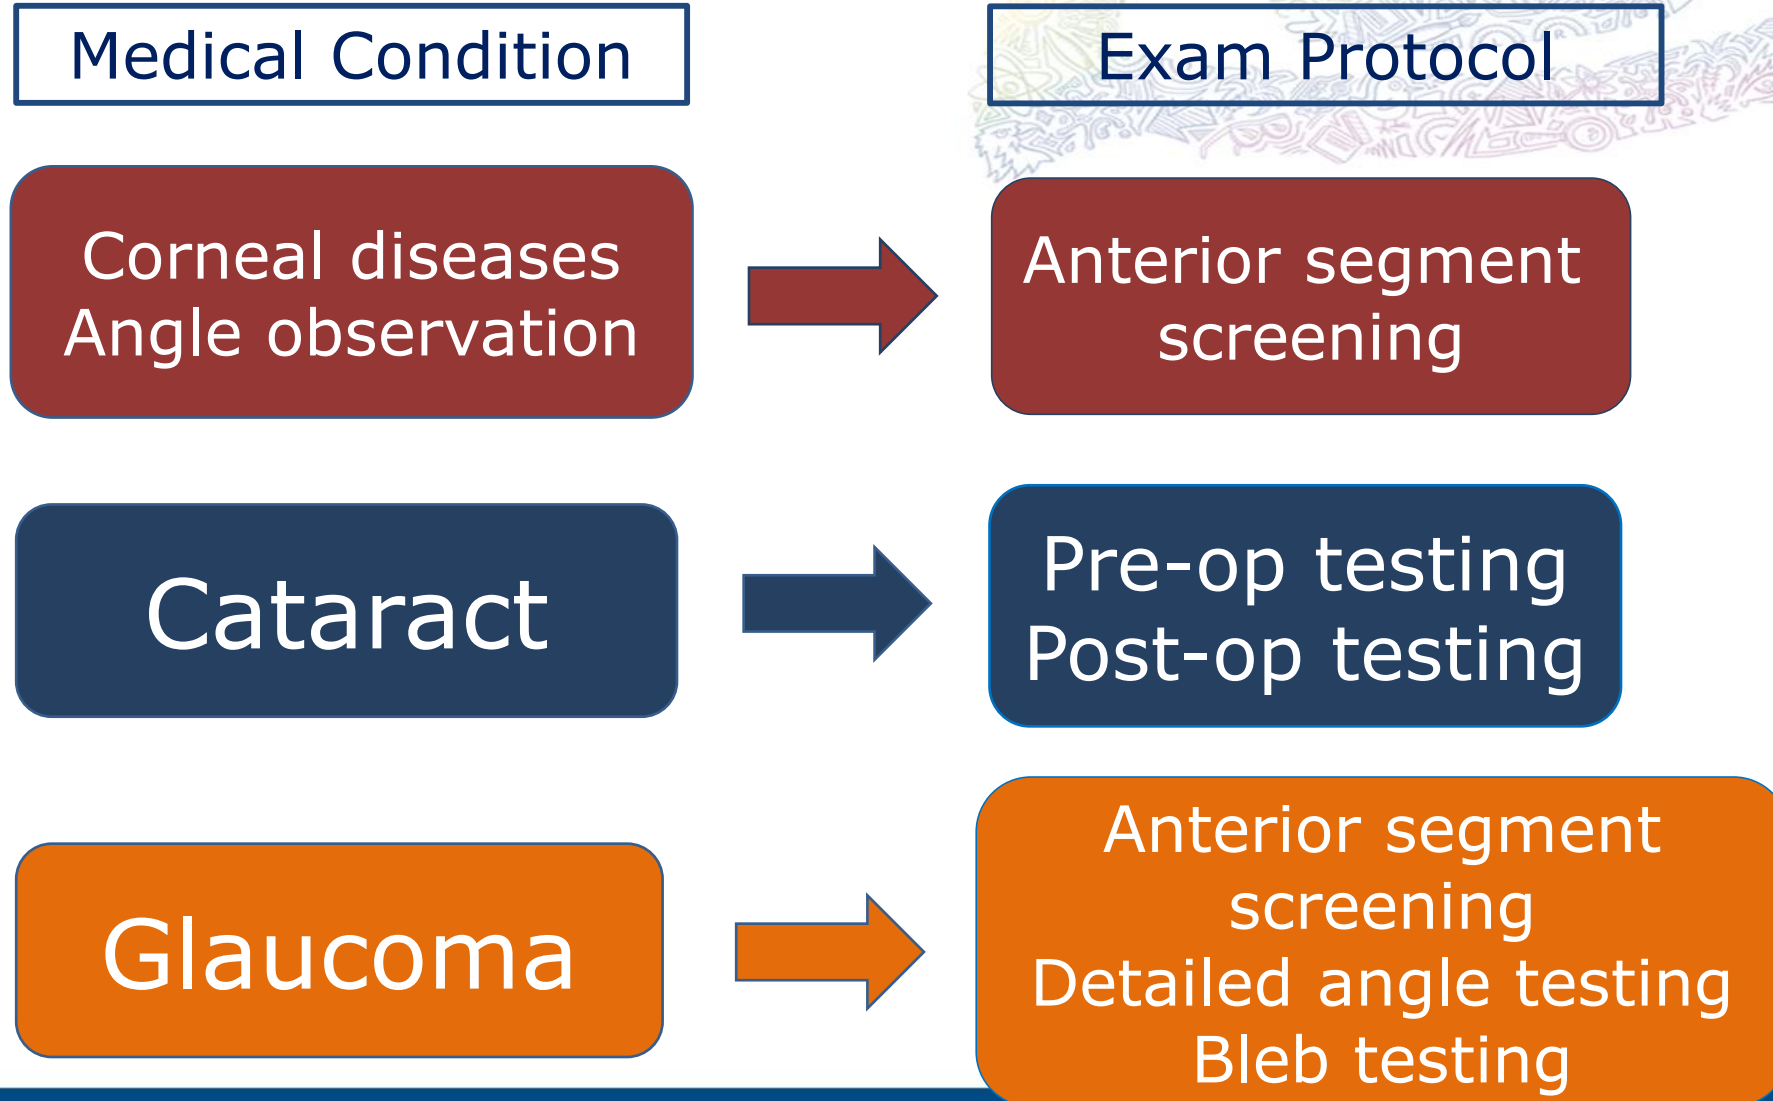 Medical Condition
Exam Protocol
Corneal diseases
Angle observation
Anterior segment
screening
Cataract
Pre-op testing
Post-op testing
Glaucoma
Anterior segment
screening
Detailed angle testing
Bleb testing